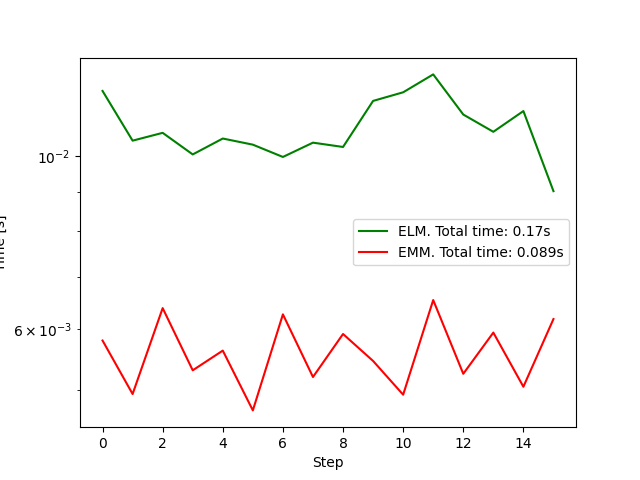 10⁻²
6 × 10⁻³
ELM. Total time: 0.17s
EMM. Total time: 0.089s
0 2 4 6 8 10 12 14
Step